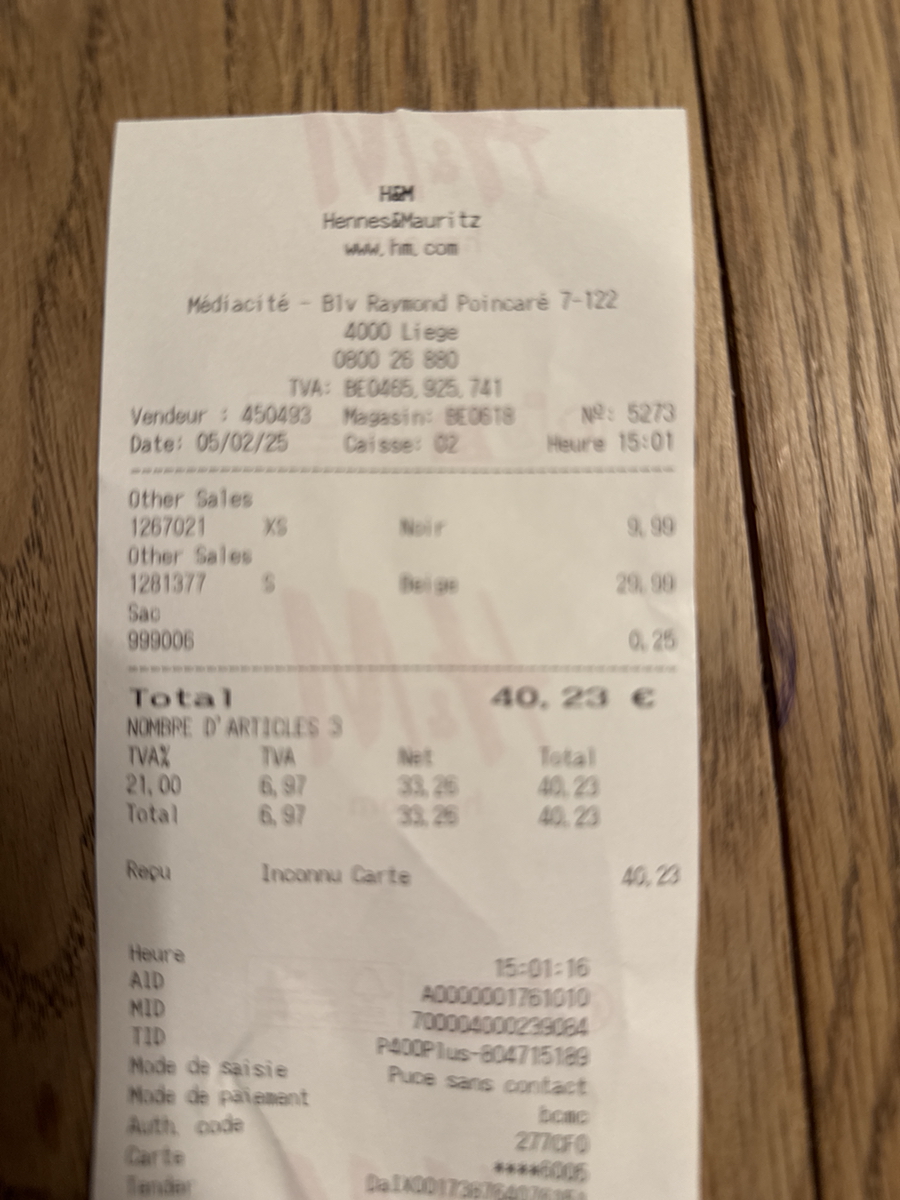 H&M
Hennes&Mauritz
www.hm.com
Médiacité - Blv Raymond Poincaré 7-122
4000 Liege
0800 26 880
TVA: BE0465.925.741
Vendeur : 450493 Magasin: BE0618 Nº: 5273
Date: 05/02/25 Caisse: 02 Heure 15:01
Other Sales
1267021 XS Noir 9,99
Other Sales
1281377 S Beige 29,99
Sac
999006 0,25
Total 40,23 €
NOMBRE D'ARTICLES 3
TVA% TVA Net Total
21,00 6,97 33,26 40,23
Total 6,97 33,26 40,23
Reçu Inconnu Carte 40,23
Heure 15:01:16
AID A0000001761010
MID 700004000239084
TID P400Plus-804715189
Mode de saisie Puce sans contact
Mode de paiement bcmc
Auth. code 277CF0
Carte ****6006
Tender